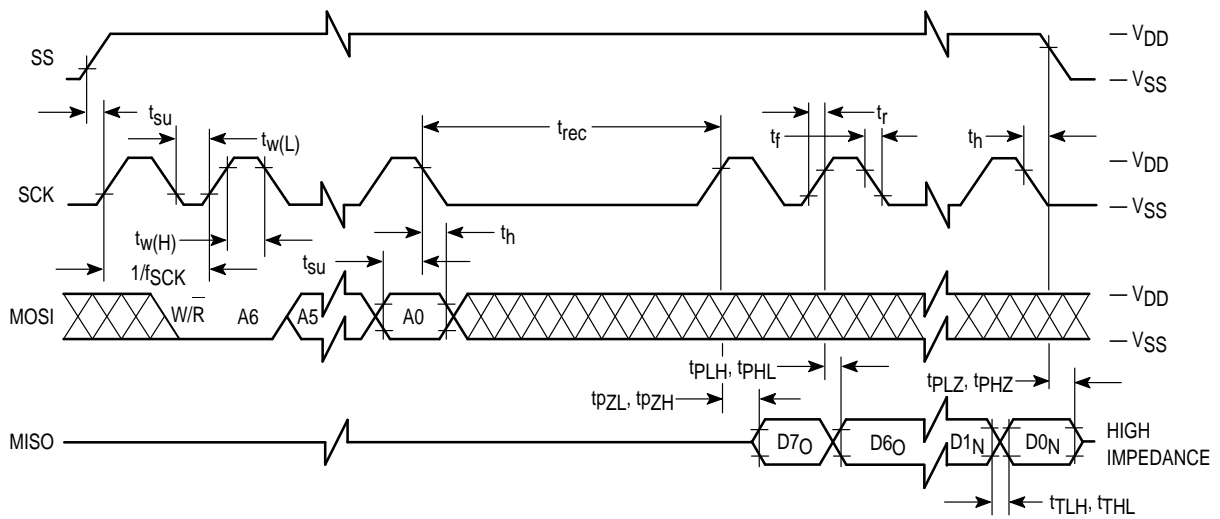 SS
V_DD
V_SS
t_su
t_w(L)
t_rec
t_f
t_r
t_h
SCK
V_DD
V_SS
t_w(H)
1/f_SCK
t_su
t_h
MOSI
W/R̅
A6
A5
A0
V_DD
V_SS
t_PLH, t_PHL
t_PLZ, t_PHZ
t_PZL, t_PZH
MISO
D7_O
D6_O
D1_N
D0_N
HIGH
IMPEDANCE
t_TLH, t_THL